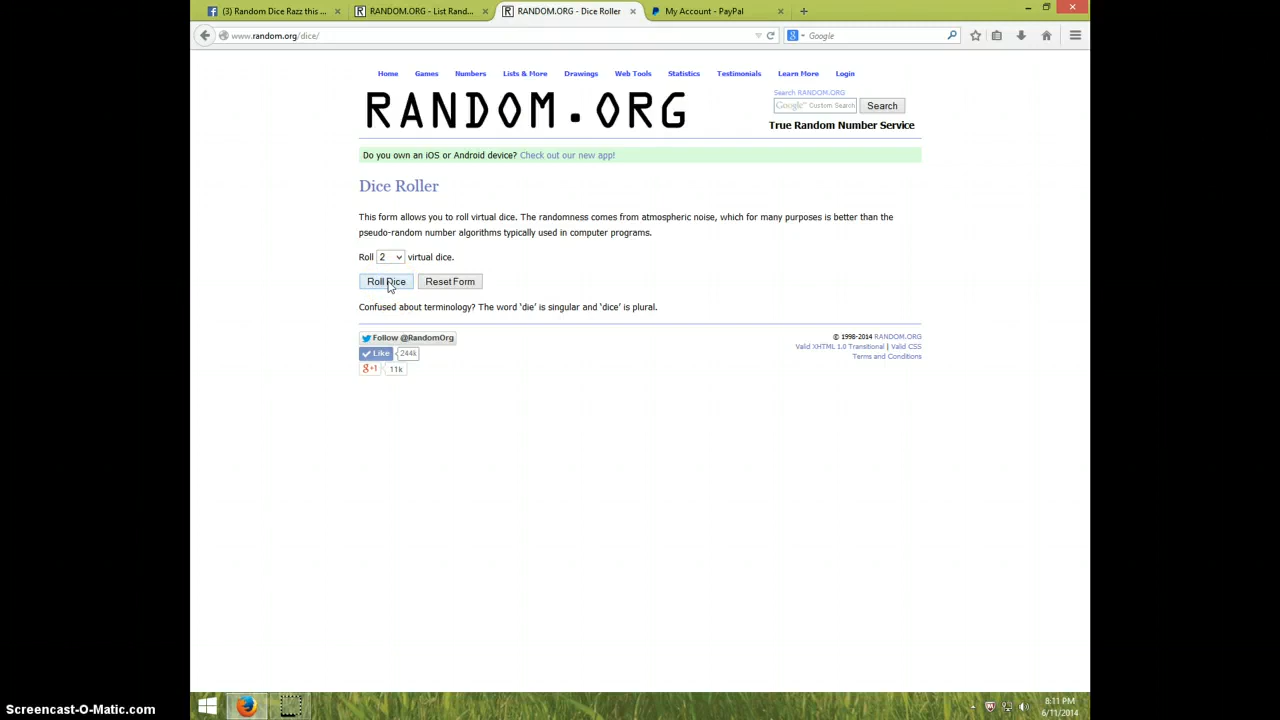 (3) Random Dice Razz this ...
RANDOM.ORG - List Rand...
RANDOM.ORG - Dice Roller
My Account - PayPal
www.random.org/dice/
Google
Home Games Numbers Lists & More Drawings Web Tools Statistics Testimonials Learn More Login
RANDOM.ORG
Search RANDOM.ORG
Google™ Custom Search
Search
True Random Number Service
Do you own an iOS or Android device? Check out our new app!
Dice Roller
This form allows you to roll virtual dice. The randomness comes from atmospheric noise, which for many purposes is better than the
pseudo-random number algorithms typically used in computer programs.
Roll 2 virtual dice.
Roll Dice Reset Form
Confused about terminology? The word ‘die’ is singular and ‘dice’ is plural.
Follow @RandomOrg
Like 244k
g+1 11k
© 1998-2014 RANDOM.ORG
Valid XHTML 1.0 Transitional | Valid CSS
Terms and Conditions
8:11 PM
6/11/2014
Screencast-O-Matic.com